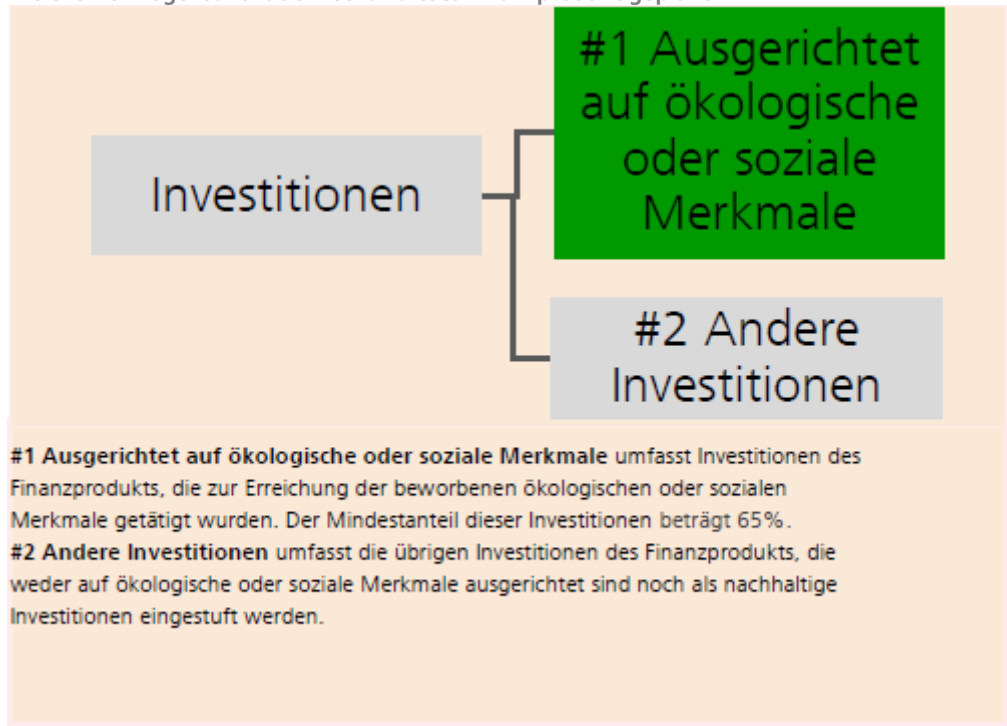 #1 Ausgerichtet
auf ökologische
oder soziale
Merkmale
Investitionen
#2 Andere
Investitionen
#1 Ausgerichtet auf ökologische oder soziale Merkmale umfasst Investitionen des
Finanzprodukts, die zur Erreichung der beworbenen ökologischen oder sozialen
Merkmale getätigt wurden. Der Mindestanteil dieser Investitionen beträgt 65%.
#2 Andere Investitionen umfasst die übrigen Investitionen des Finanzprodukts, die
weder auf ökologische oder soziale Merkmale ausgerichtet sind noch als nachhaltige
Investitionen eingestuft werden.